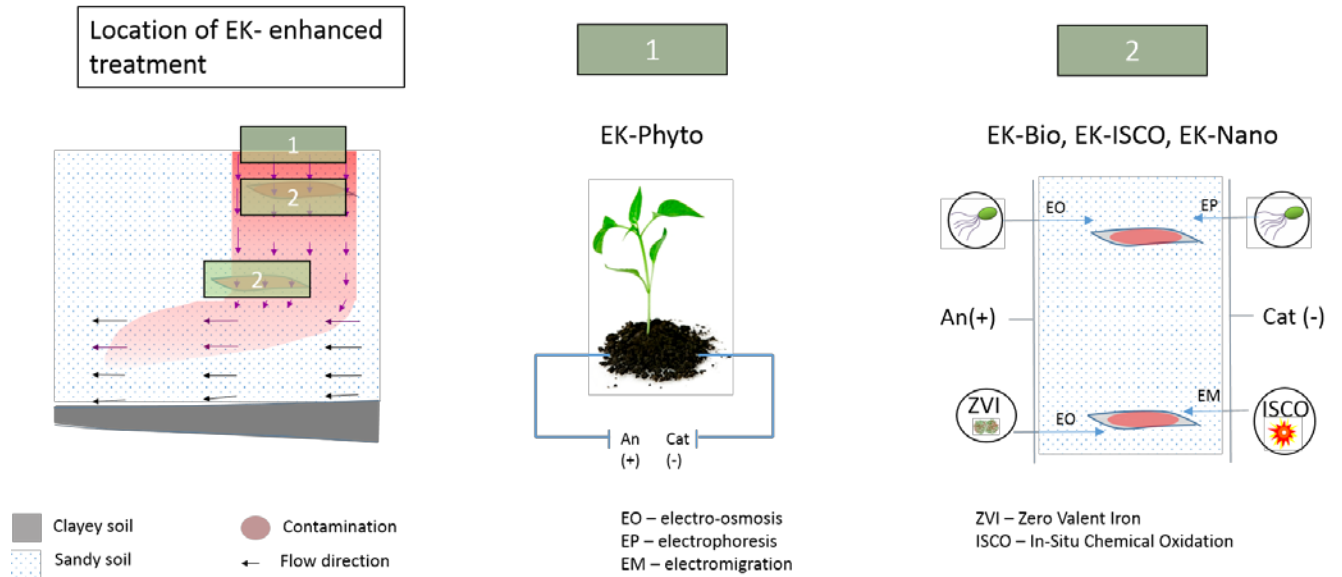 Location of EK- enhanced
treatment
1
2
2
1
EK-Phyto
An
(+)
Cat
(-)
2
EK-Bio, EK-ISCO, EK-Nano
EO
EP
An(+)
Cat (-)
ZVI
EO
EM
ISCO
Clayey soil
Contamination
Sandy soil
Flow direction
EO – electro-osmosis
EP – electrophoresis
EM – electromigration
ZVI – Zero Valent Iron
ISCO – In-Situ Chemical Oxidation